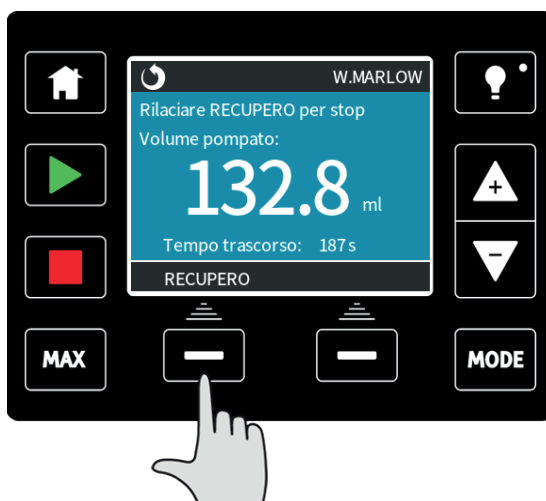 W.MARLOW
Rilaciare RECUPERO per stop
Volume pompato:
132.8 ml
Tempo trascorso: 187 s
RECUPERO
+
-
MAX
MODE